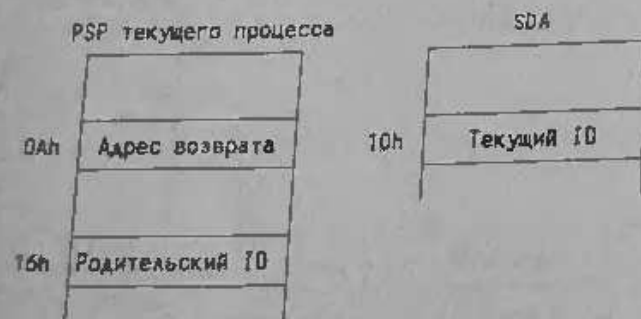 PSP текущего процесса
SDA
0Ah Адрес возврата
10h Текущий ID
16h Родительский ID